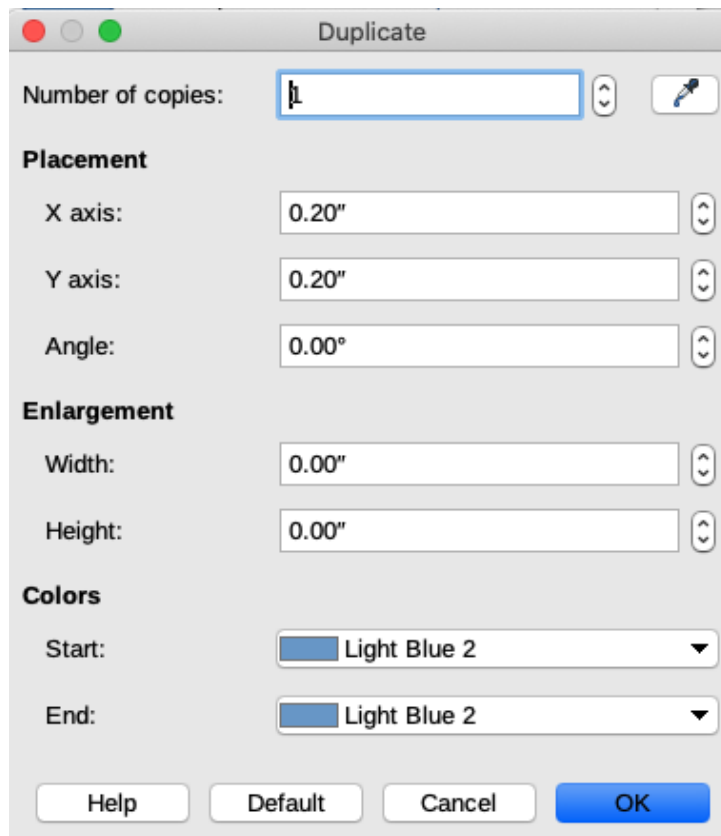 Duplicate
Number of copies: 1
Placement
X axis: 0.20"
Y axis: 0.20"
Angle: 0.00°
Enlargement
Width: 0.00"
Height: 0.00"
Colors
Start: Light Blue 2
End: Light Blue 2
Help Default Cancel OK